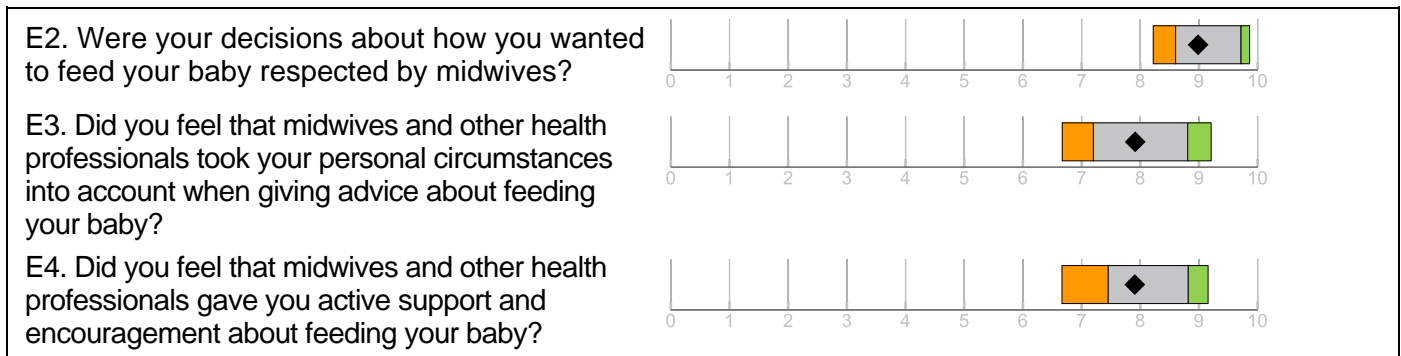 E2. Were your decisions about how you wanted
to feed your baby respected by midwives?
0 1 2 3 4 5 6 7 8 9 10
E3. Did you feel that midwives and other health
professionals took your personal circumstances
into account when giving advice about feeding
your baby?
0 1 2 3 4 5 6 7 8 9 10
E4. Did you feel that midwives and other health
professionals gave you active support and
encouragement about feeding your baby?
0 1 2 3 4 5 6 7 8 9 10